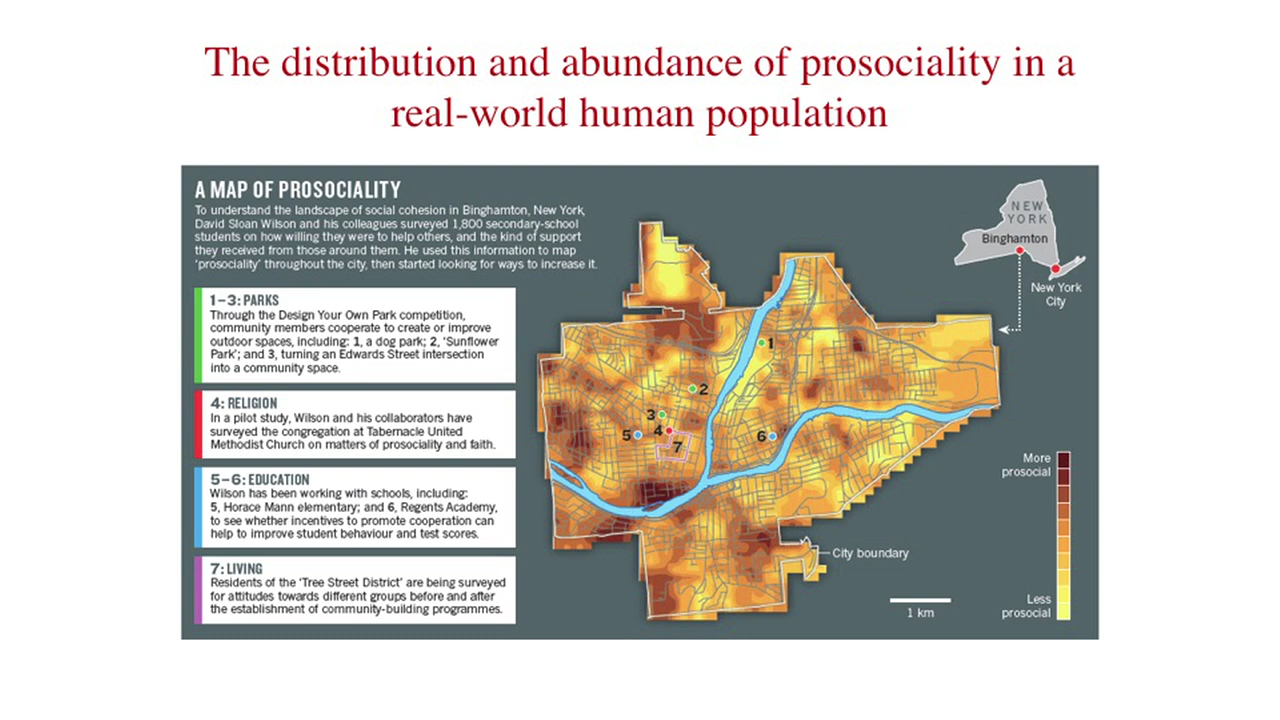 The distribution and abundance of prosociality in a
real-world human population
A MAP OF PROSOCIALITY
To understand the landscape of social cohesion in Binghamton, New York,
David Sloan Wilson and his colleagues surveyed 1,800 secondary-school
students on how willing they were to help others, and the kind of support
they received from those around them. He used this information to map
'prosociality' throughout the city, then started looking for ways to increase it.
1–3: PARKS
Through the Design Your Own Park competition,
community members cooperate to create or improve
outdoor spaces, including: 1, a dog park; 2, 'Sunflower
Park'; and 3, turning an Edwards Street intersection
into a community space.
4: RELIGION
In a pilot study, Wilson and his collaborators have
surveyed the congregation at Tabernacle United
Methodist Church on matters of prosociality and faith.
5–6: EDUCATION
Wilson has been working with schools, including:
5, Horace Mann elementary; and 6, Regents Academy,
to see whether incentives to promote cooperation can
help to improve student behaviour and test scores.
7: LIVING
Residents of the 'Tree Street District' are being surveyed
for attitudes towards different groups before and after
the establishment of community-building programmes.
1
2
3
4
5
6
7
NEW
YORK
Binghamton
New York
City
More
prosocial
City boundary
Less
prosocial
1 km